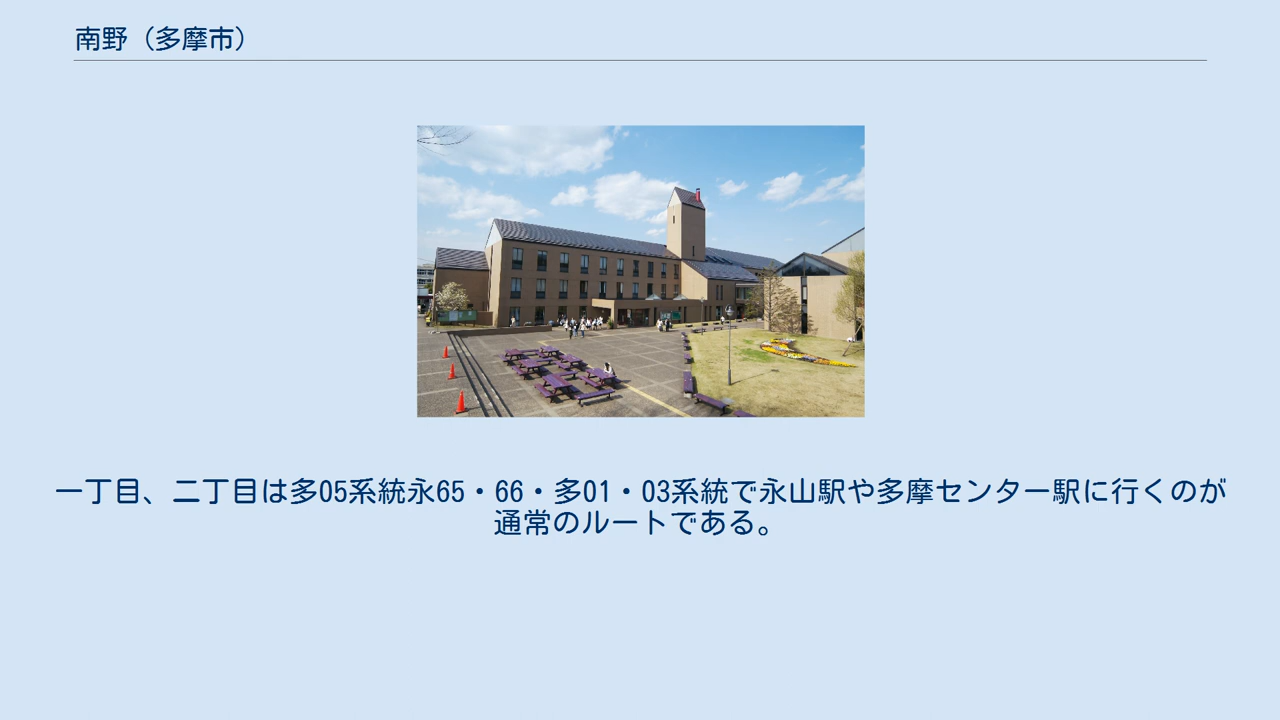 南野（多摩市）
一丁目、二丁目は多05系統永65・66・多01・03系統で永山駅や多摩センター駅に行くのが
通常のルートである。